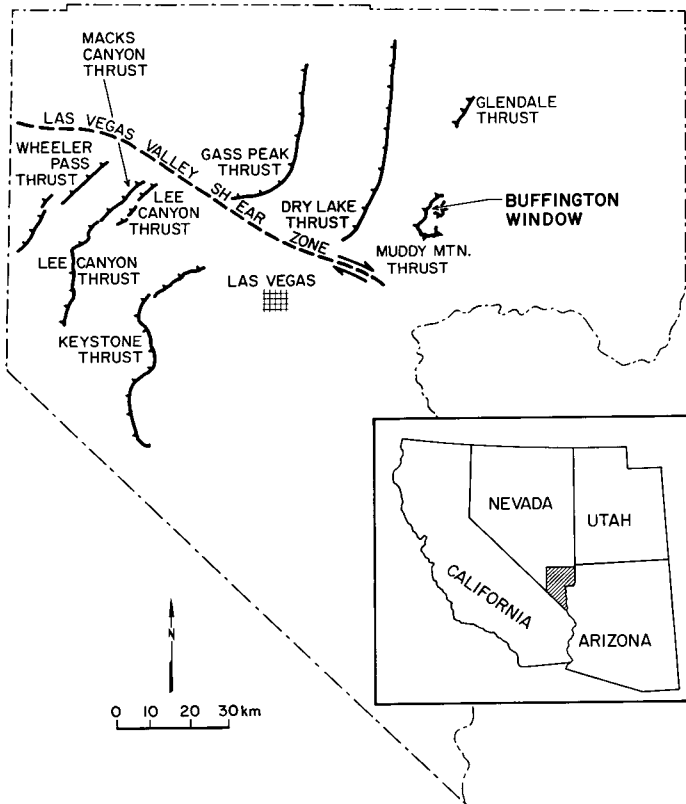 MACKS
CANYON
THRUST
LAS VEGAS VALLEY SHEAR ZONE
GLENDALE
THRUST
WHEELER
PASS
THRUST
GASS PEAK
THRUST
LEE
CANYON
THRUST
DRY LAKE
THRUST
BUFFINGTON
WINDOW
MUDDY MTN.
THRUST
LEE CANYON
THRUST
LAS VEGAS
KEYSTONE
THRUST
NEVADA
UTAH
CALIFORNIA
ARIZONA
N
0 10 20 30 km